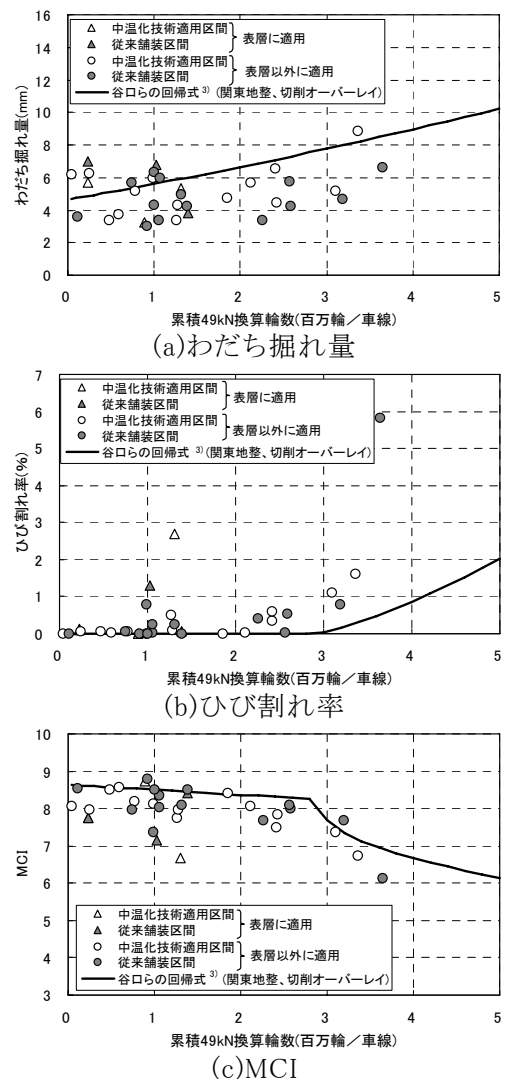 16
14
12
10
8
6
4
2
0
わだち掘れ量(mm)
中温化技術適用区間
従来舗装区間
表層に適用
中温化技術適用区間
従来舗装区間
表層以外に適用
谷口らの回帰式3) (関東地整、切削オーバーレイ)
0 1 2 3 4 5
累積49kN換算輪数(百万輪/車線)
(a)わだち掘れ量
7
6
5
4
3
2
1
0
ひび割れ率(%)
中温化技術適用区間
従来舗装区間
表層に適用
中温化技術適用区間
従来舗装区間
表層以外に適用
谷口らの回帰式 3) (関東地整、切削オーバーレイ)
0 1 2 3 4 5
累積49kN換算輪数(百万輪/車線)
(b)ひび割れ率
10
9
8
7
6
5
4
3
MCI
中温化技術適用区間
従来舗装区間
表層に適用
中温化技術適用区間
従来舗装区間
表層以外に適用
谷口らの回帰式 3) (関東地整、切削オーバーレイ)
0 1 2 3 4 5
累積49kN換算輪数(百万輪/車線)
(c)MCI